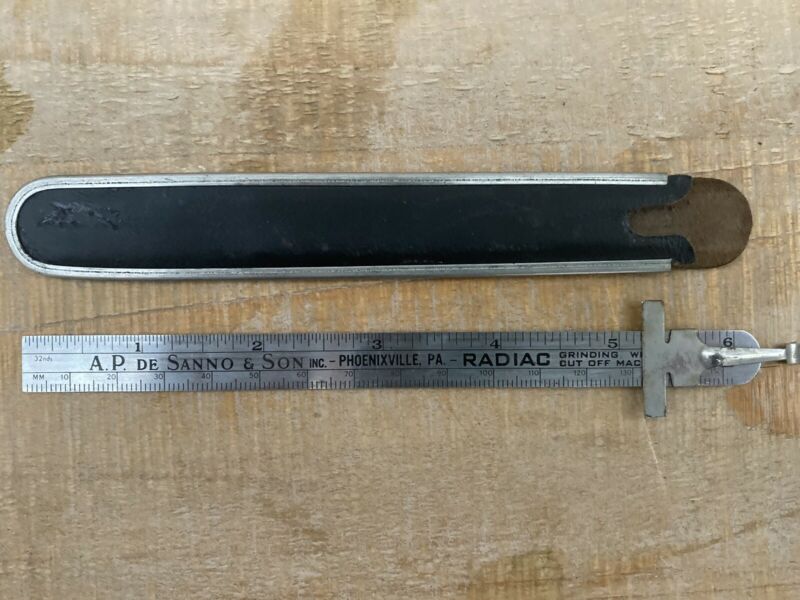 1 2 3 4 5 6
32nds
A.P. DE SANNO & SON INC. - PHOENIXVILLE, PA. - RADIAC GRINDING
CUT OFF
MM 10 20 30 40 50 60 70 80 90 100 110 120 130